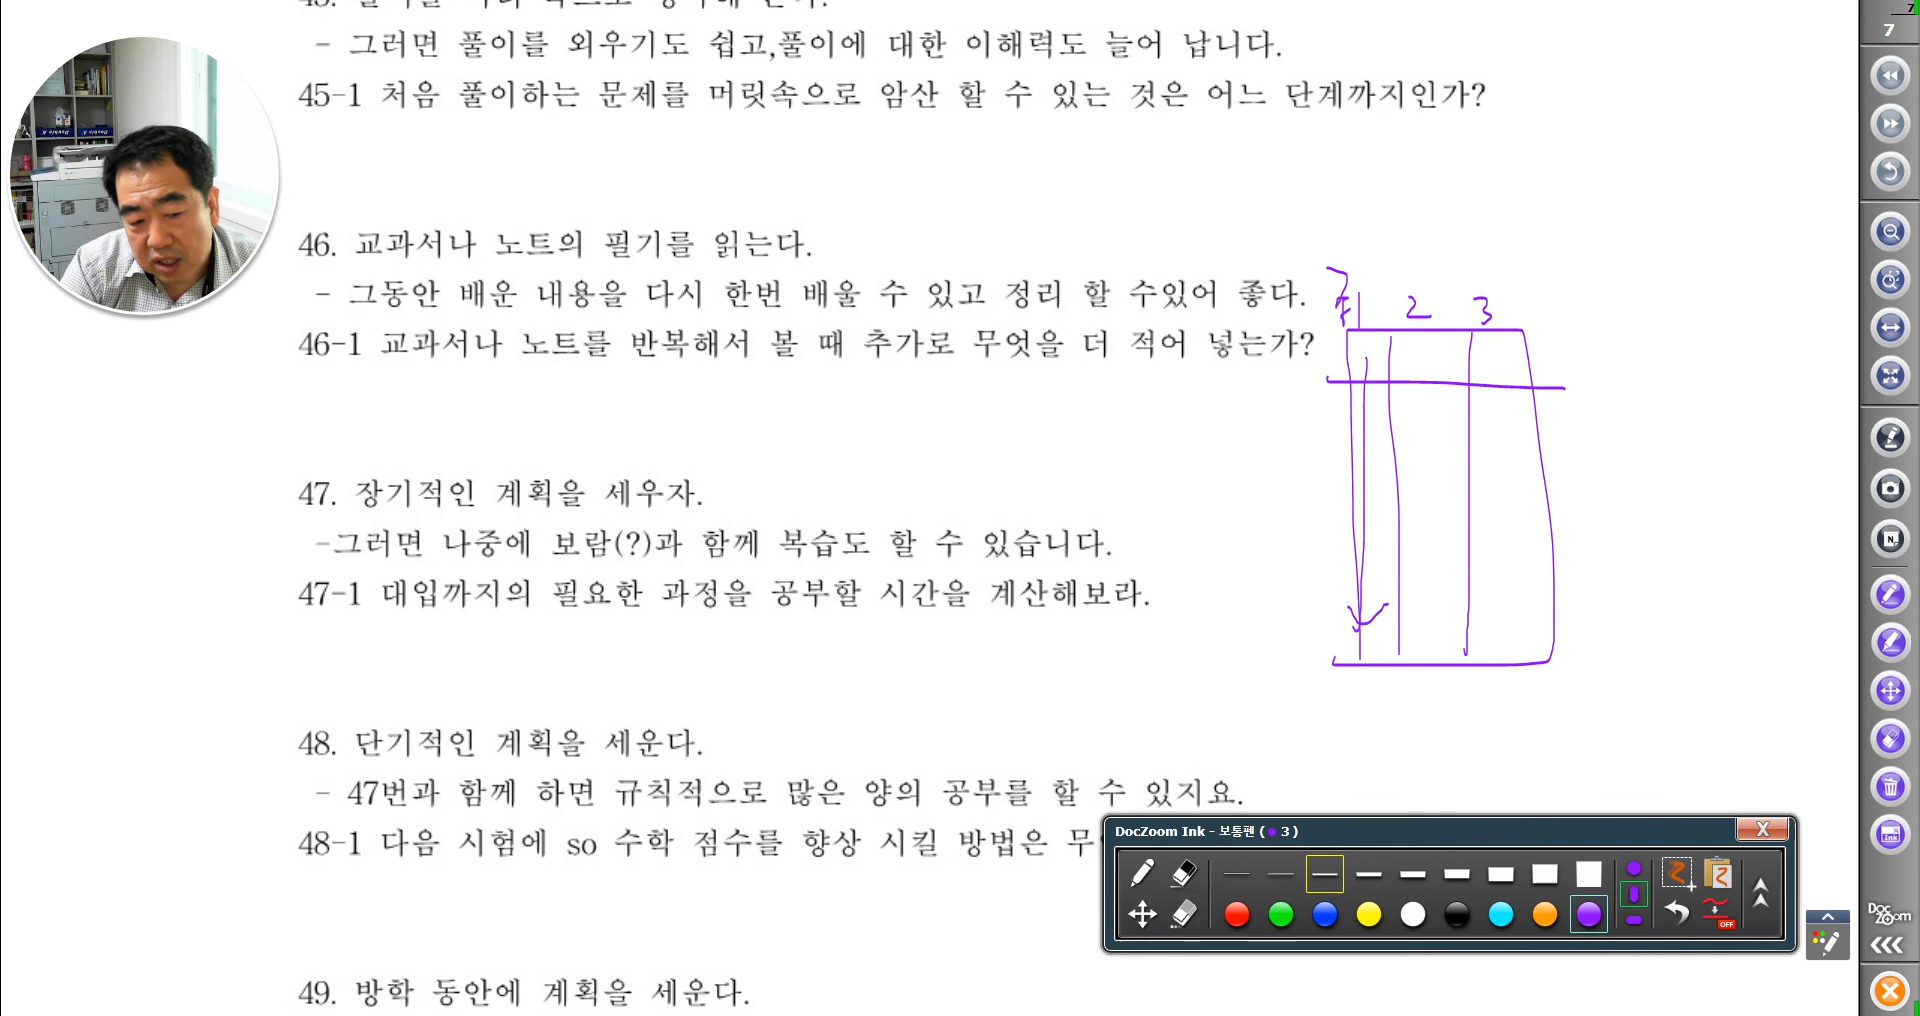 - 그러면 풀이를 외우기도 쉽고,풀이에 대한 이해력도 늘어 납니다.
45-1 처음 풀이하는 문제를 머릿속으로 암산 할 수 있는 것은 어느 단계까지인가?
46. 교과서나 노트의 필기를 읽는다.
- 그동안 배운 내용을 다시 한번 배울 수 있고 정리 할 수있어 좋다.
46-1 교과서나 노트를 반복해서 볼 때 추가로 무엇을 더 적어 넣는가?
2 3
47. 장기적인 계획을 세우자.
-그러면 나중에 보람(?)과 함께 복습도 할 수 있습니다.
47-1 대입까지의 필요한 과정을 공부할 시간을 계산해보라.
48. 단기적인 계획을 세운다.
- 47번과 함께 하면 규칙적으로 많은 양의 공부를 할 수 있지요.
48-1 다음 시험에 so 수학 점수를 향상 시킬 방법은
49. 방학 동안에 계획을 세운다.
DocZoom Ink - 보통펜 ( 3 )
OFF
7
7
N
Ink
Doc Zoom